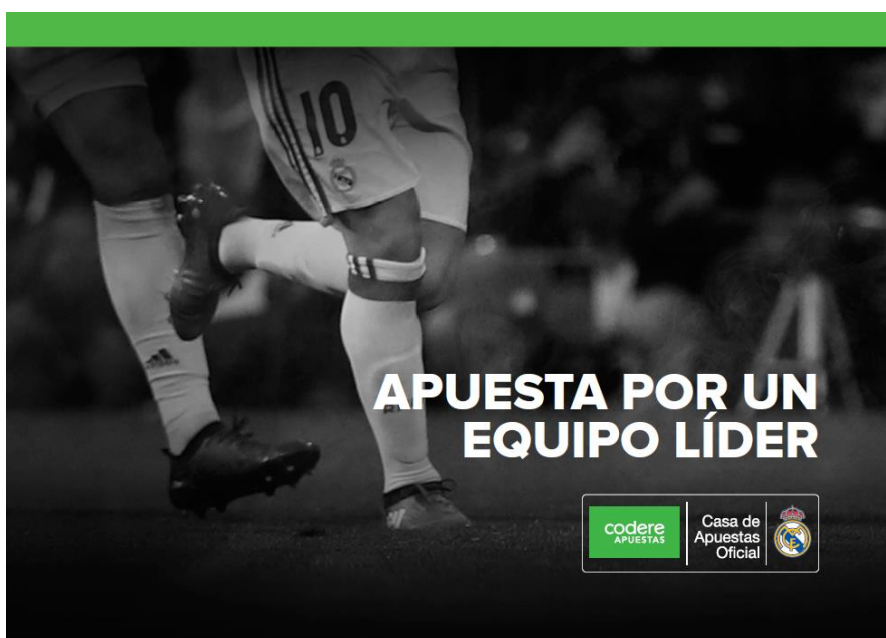 10
APUESTA POR UN
EQUIPO LÍDER
codere
APUESTAS
Casa de
Apuestas
Oficial